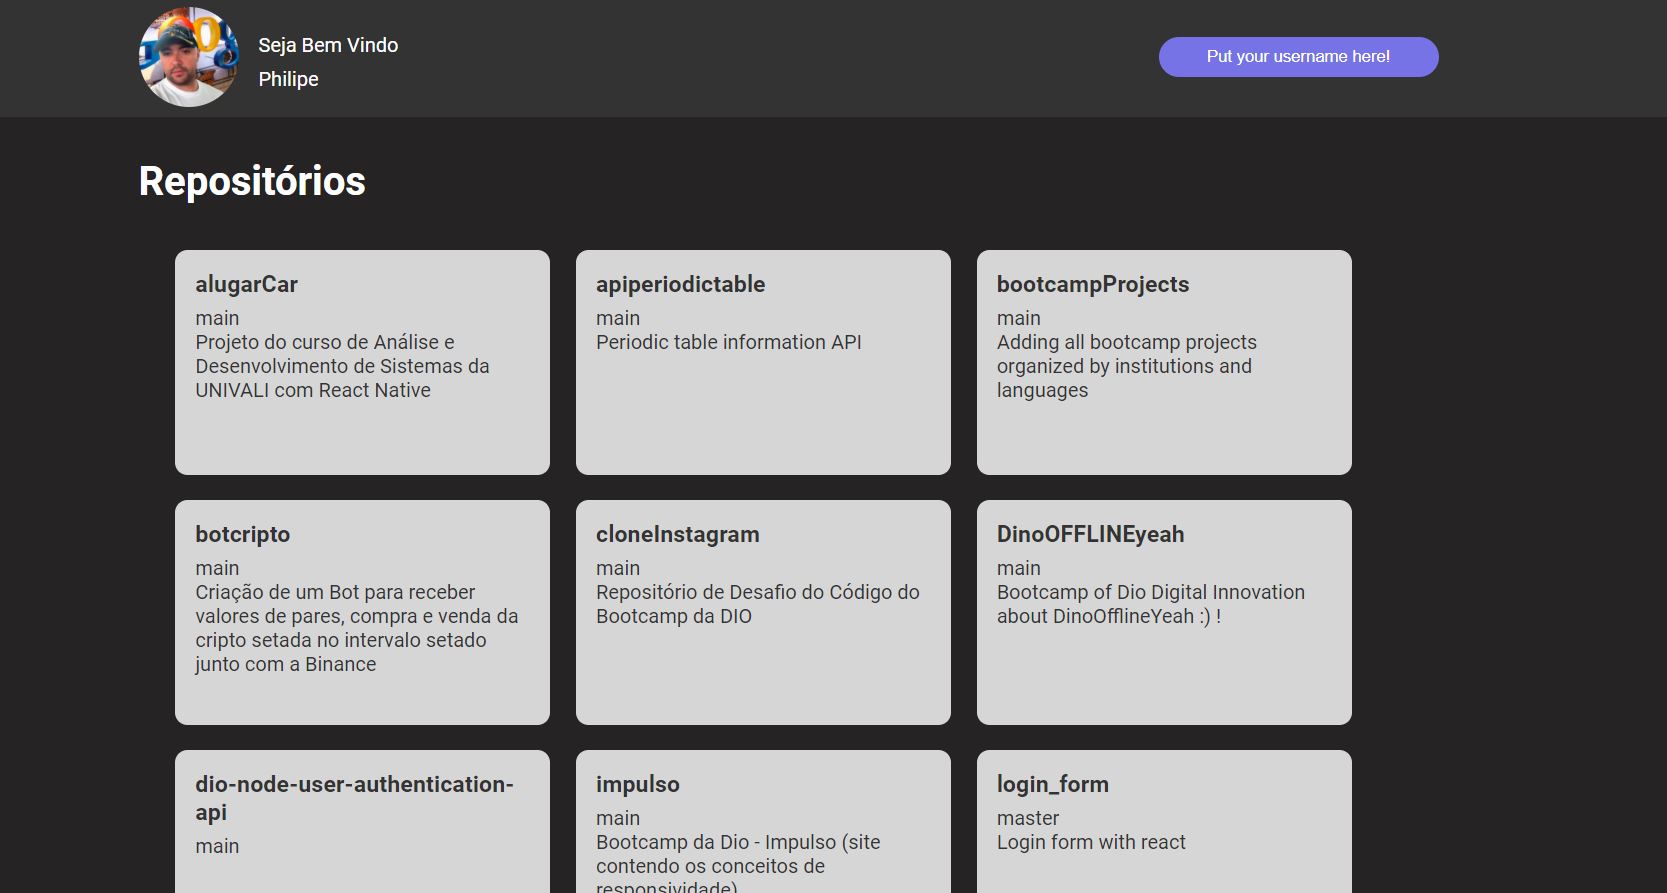 Seja Bem Vindo
Philipe
Put your username here!
Repositórios
alugarCar
main
Projeto do curso de Análise e
Desenvolvimento de Sistemas da
UNIVALI com React Native
apiperiodictable
main
Periodic table information API
bootcampProjects
main
Adding all bootcamp projects
organized by institutions and
languages
botcripto
main
Criação de um Bot para receber
valores de pares, compra e venda da
cripto setada no intervalo setado
junto com a Binance
cloneInstagram
main
Repositório de Desafio do Código do
Bootcamp da DIO
DinoOFFLINEyeah
main
Bootcamp of Dio Digital Innovation
about DinoOfflineYeah :) !
dio-node-user-authentication-
api
main
impulso
main
Bootcamp da Dio - Impulso (site
contendo os conceitos de
responsividade)
login_form
master
Login form with react